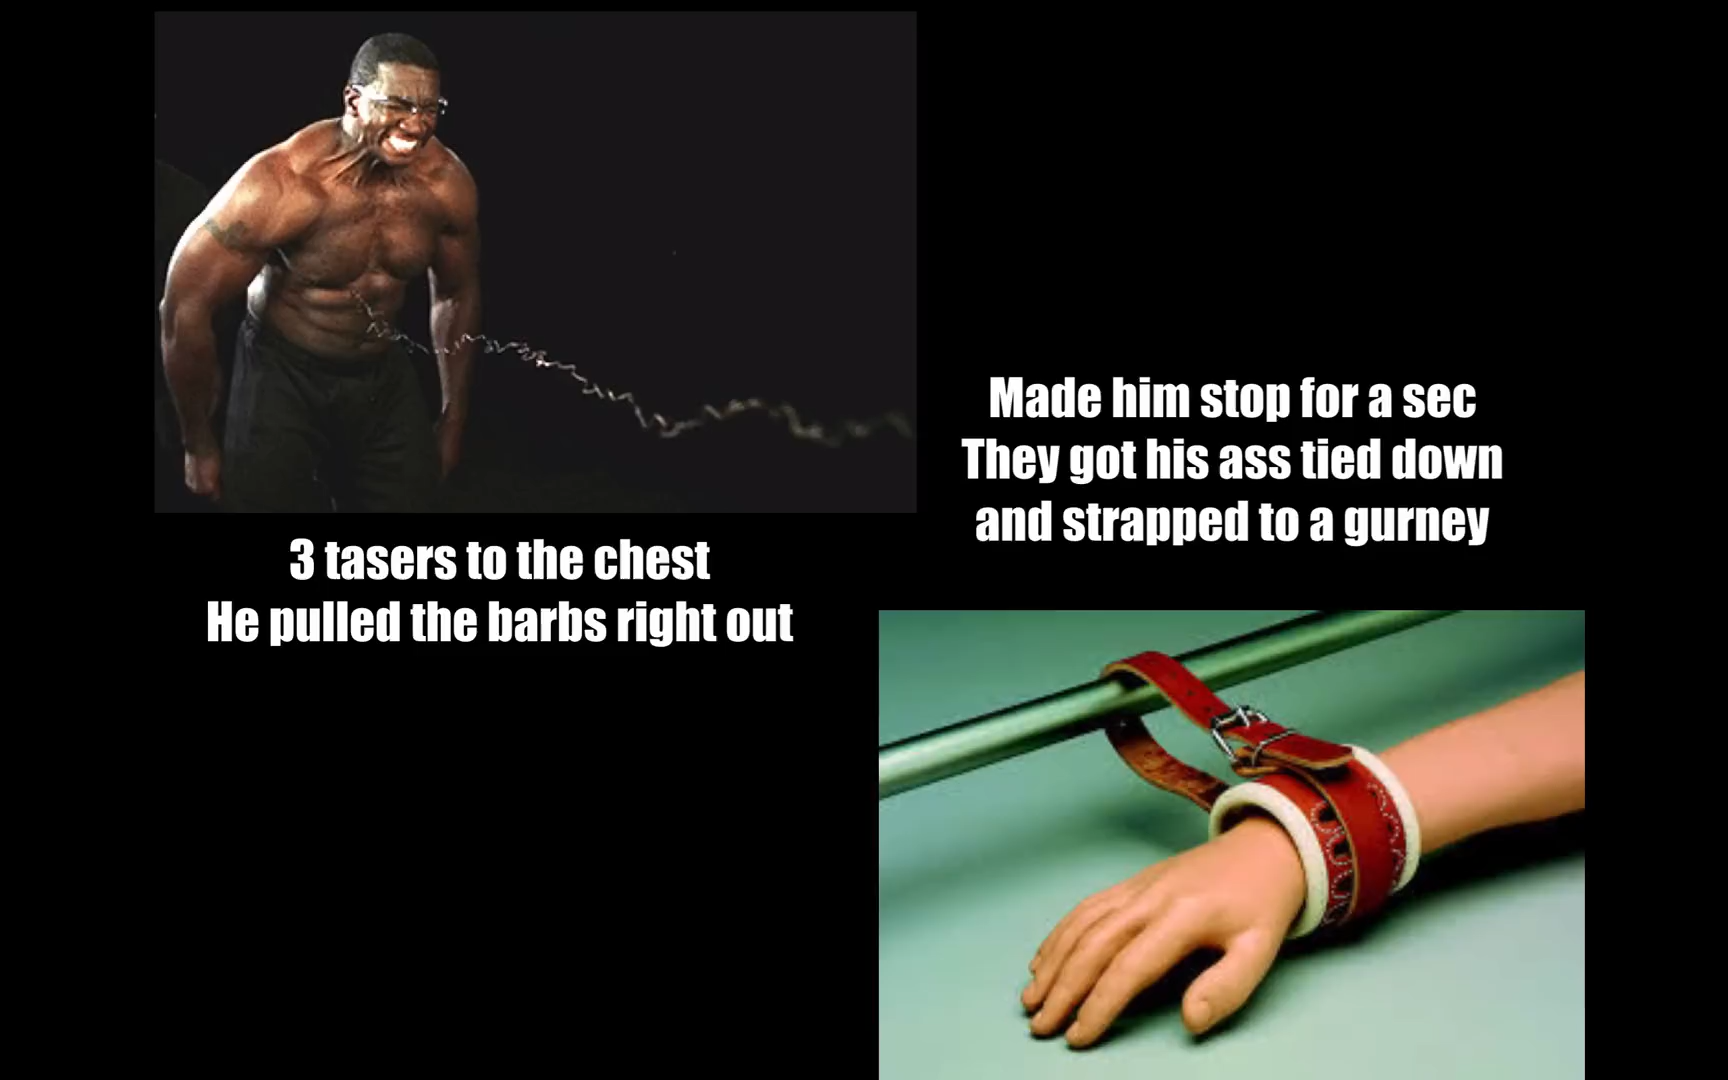 3 tasers to the chest
He pulled the barbs right out
Made him stop for a sec
They got his ass tied down
and strapped to a gurney